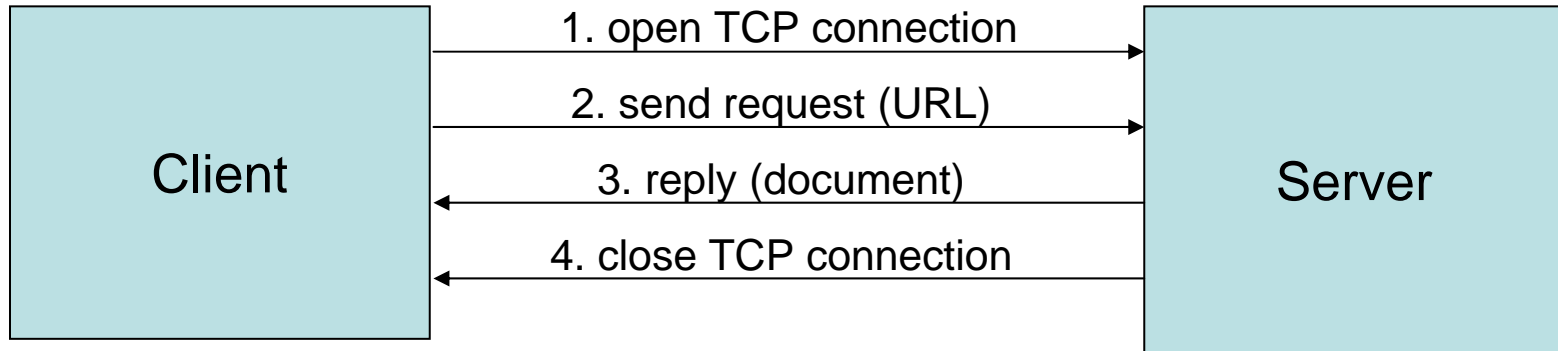 1. open TCP connection
2. send request (URL)
Client
3. reply (document)
Server
4. close TCP connection